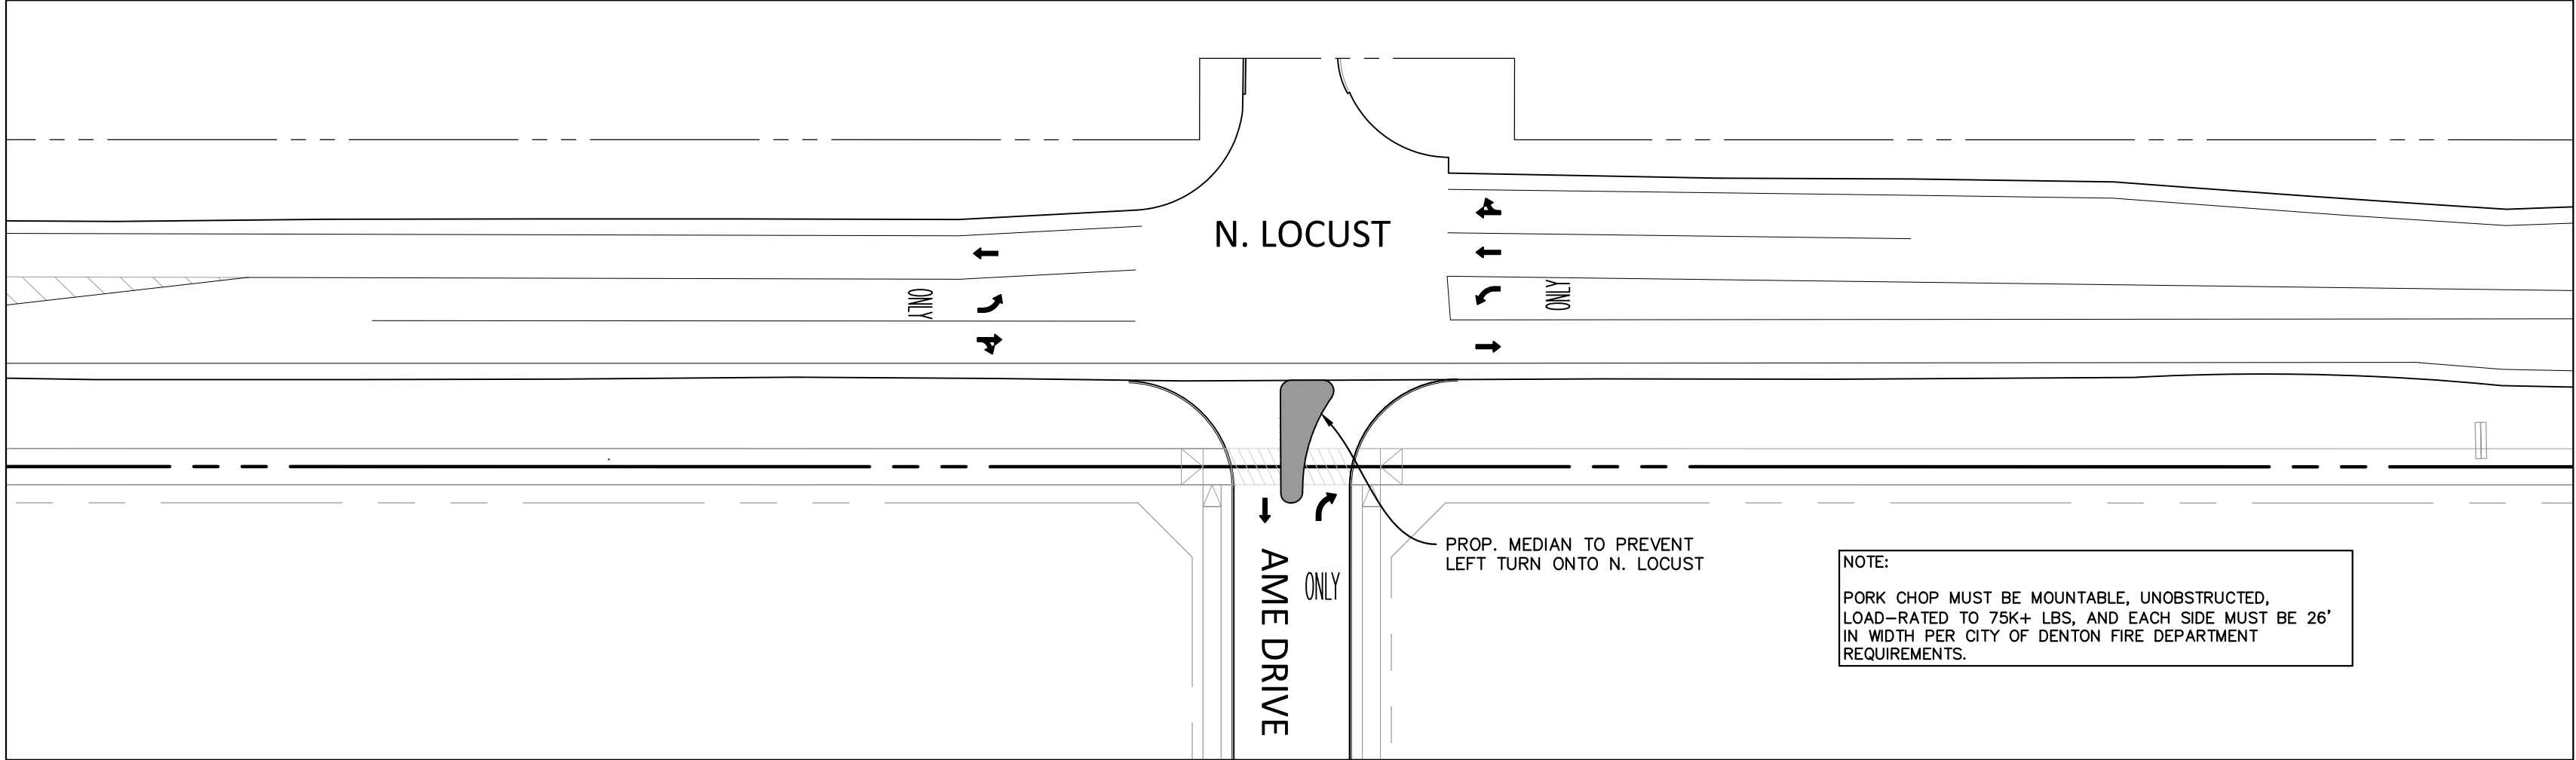 N. LOCUST
ONLY
ONLY
PROP. MEDIAN TO PREVENT
LEFT TURN ONTO N. LOCUST
AME DRIVE
ONLY
NOTE:
PORK CHOP MUST BE MOUNTABLE, UNOBSTRUCTED,
LOAD-RATED TO 75K+ LBS, AND EACH SIDE MUST BE 26'
IN WIDTH PER CITY OF DENTON FIRE DEPARTMENT
REQUIREMENTS.